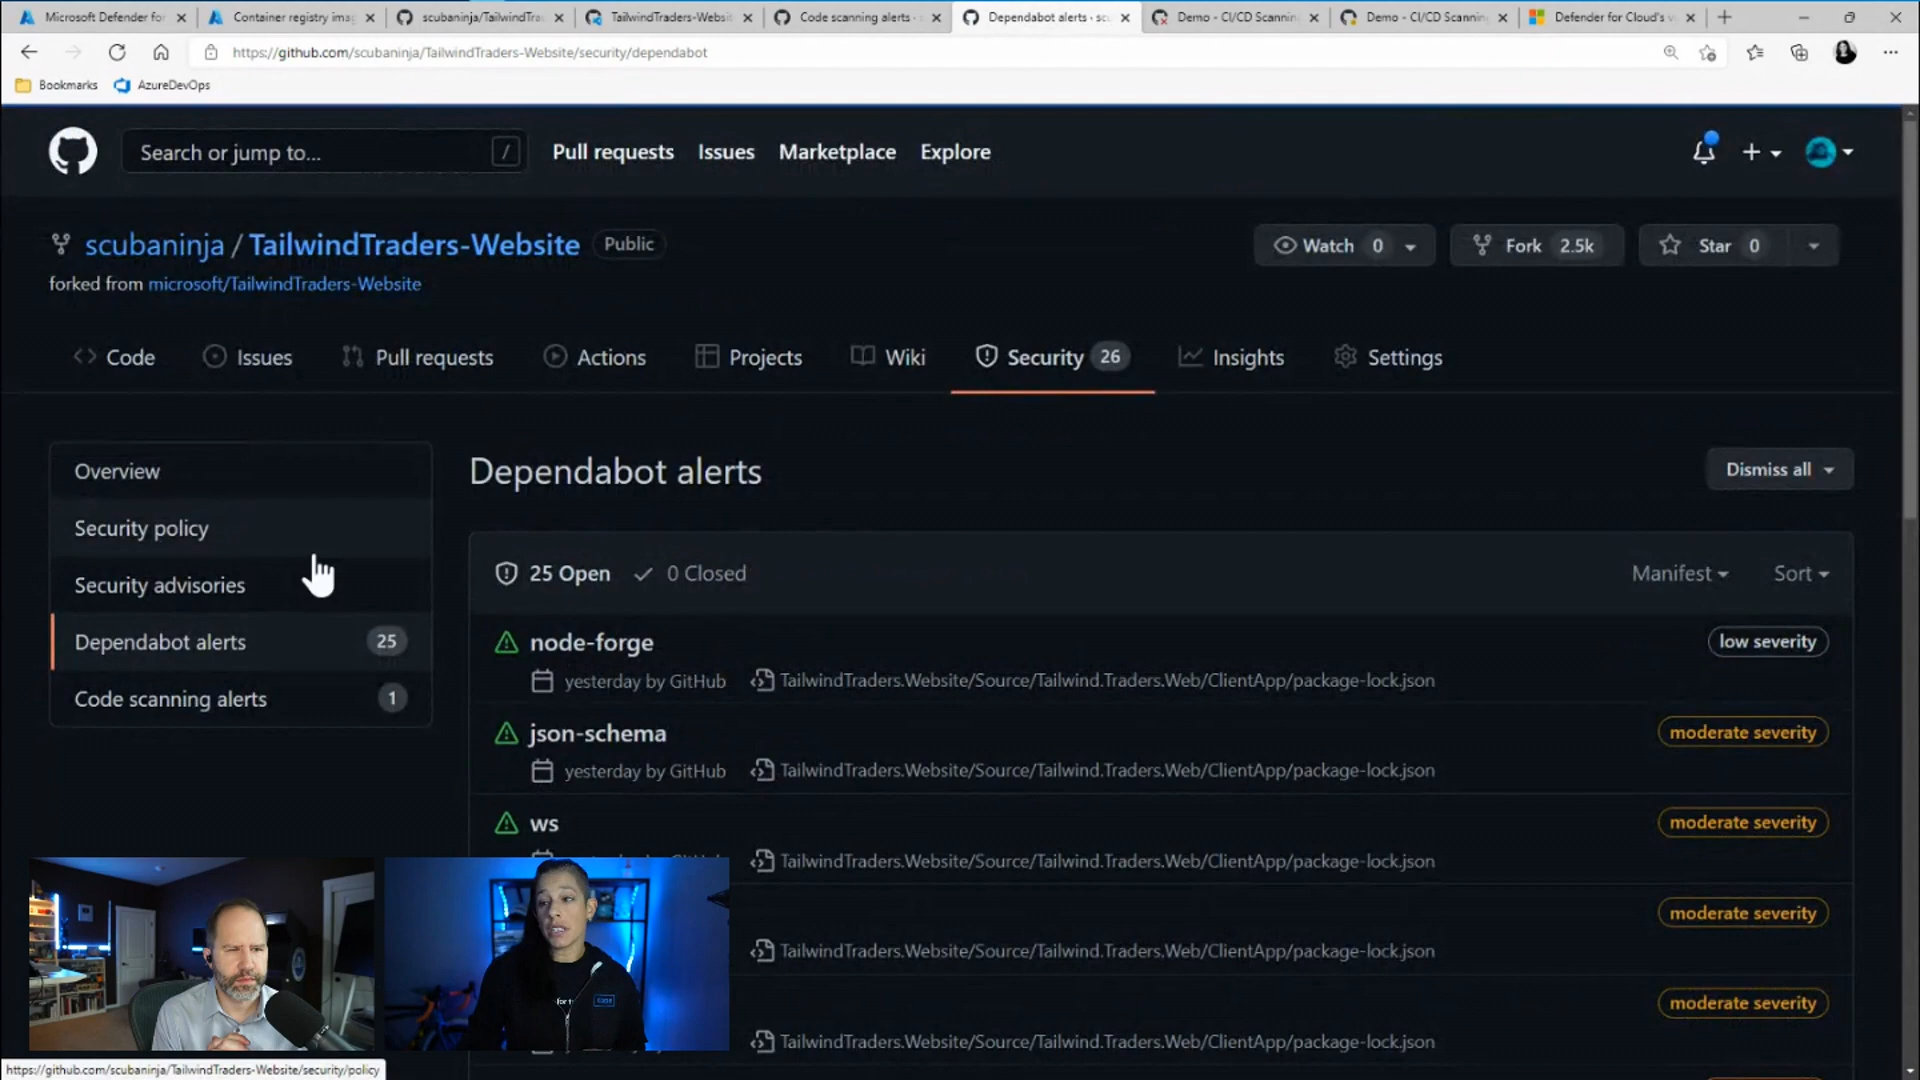 Microsoft Defender for
Container registry ima
scubaninja/TailwindTra
TailwindTraders-Websi
Code scanning alerts ·
Dependabot alerts · sc
Demo - CI/CD Scannin
Demo - CI/CD Scannin
Defender for Cloud's v
https://github.com/scubaninja/TailwindTraders-Website/security/dependabot
Bookmarks
AzureDevOps
Search or jump to...
/
Pull requests
Issues
Marketplace
Explore
scubaninja / TailwindTraders-Website
Public
Watch 0
Fork 2.5k
Star 0
forked from microsoft/TailwindTraders-Website
Code
Issues
Pull requests
Actions
Projects
Wiki
Security 26
Insights
Settings
Overview
Security policy
Security advisories
Dependabot alerts 25
Code scanning alerts 1
Dependabot alerts
Dismiss all
25 Open
0 Closed
Manifest
Sort
node-forge
low severity
yesterday by GitHub
TailwindTraders.Website/Source/Tailwind.Traders.Web/ClientApp/package-lock.json
json-schema
moderate severity
yesterday by GitHub
TailwindTraders.Website/Source/Tailwind.Traders.Web/ClientApp/package-lock.json
ws
moderate severity
TailwindTraders.Website/Source/Tailwind.Traders.Web/ClientApp/package-lock.json
moderate severity
TailwindTraders.Website/Source/Tailwind.Traders.Web/ClientApp/package-lock.json
moderate severity
TailwindTraders.Website/Source/Tailwind.Traders.Web/ClientApp/package-lock.json
https://github.com/scubaninja/TailwindTraders-Website/security/policy